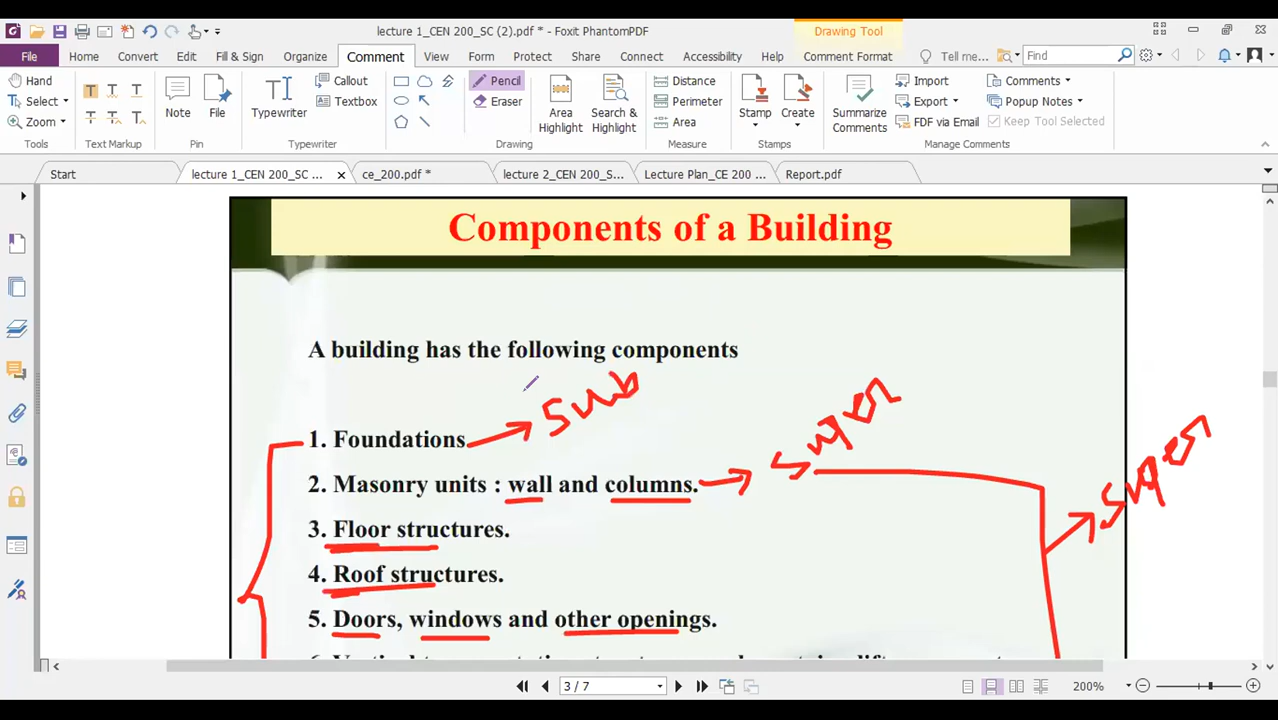 lecture 1_CEN 200_SC (2).pdf * - Foxit PhantomPDF
Drawing Tool
File Home Convert Fill & Sign Organize Comment View Form Protect Share Connect Accessibility Help Comment Format Tell me... Find
Hand
Select
Zoom
Tools
Text Markup
Note
File
Pin
Typewriter
Callout
Textbox
Typewriter
Pencil
Eraser
Area Highlight
Search & Highlight
Drawing
Distance
Perimeter
Area
Measure
Stamp
Create
Stamps
Summarize Comments
Import
Export
FDF via Email
Comments
Popup Notes
Keep Tool Selected
Manage Comments
Start
lecture 1_CEN 200_SC ...
ce_200.pdf *
lecture 2_CEN 200_S...
Lecture Plan_CE 200 ...
Report.pdf
Components of a Building
A building has the following components
Sub
1. Foundations
Super
2. Masonry units : wall and columns.
Super
3. Floor structures.
4. Roof structures.
5. Doors, windows and other openings.
3 / 7
200%